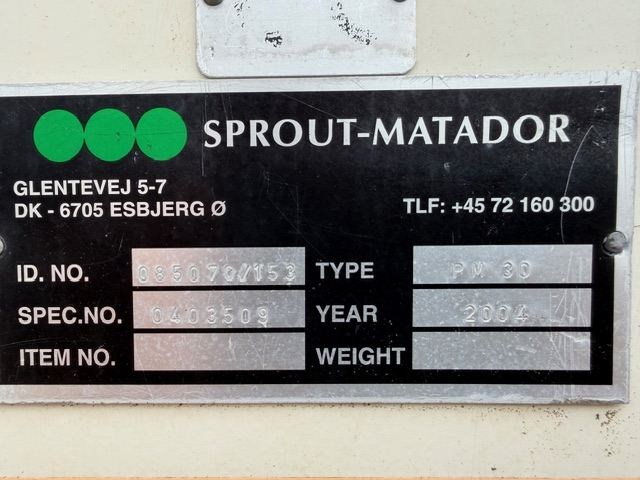 SPROUT-MATADOR
GLENTEVEJ 5-7
DK - 6705 ESBJERG Ø TLF: +45 72 160 300
ID. NO. 085070/153 TYPE PM 30
SPEC.NO. 0403509 YEAR 2004
ITEM NO. WEIGHT